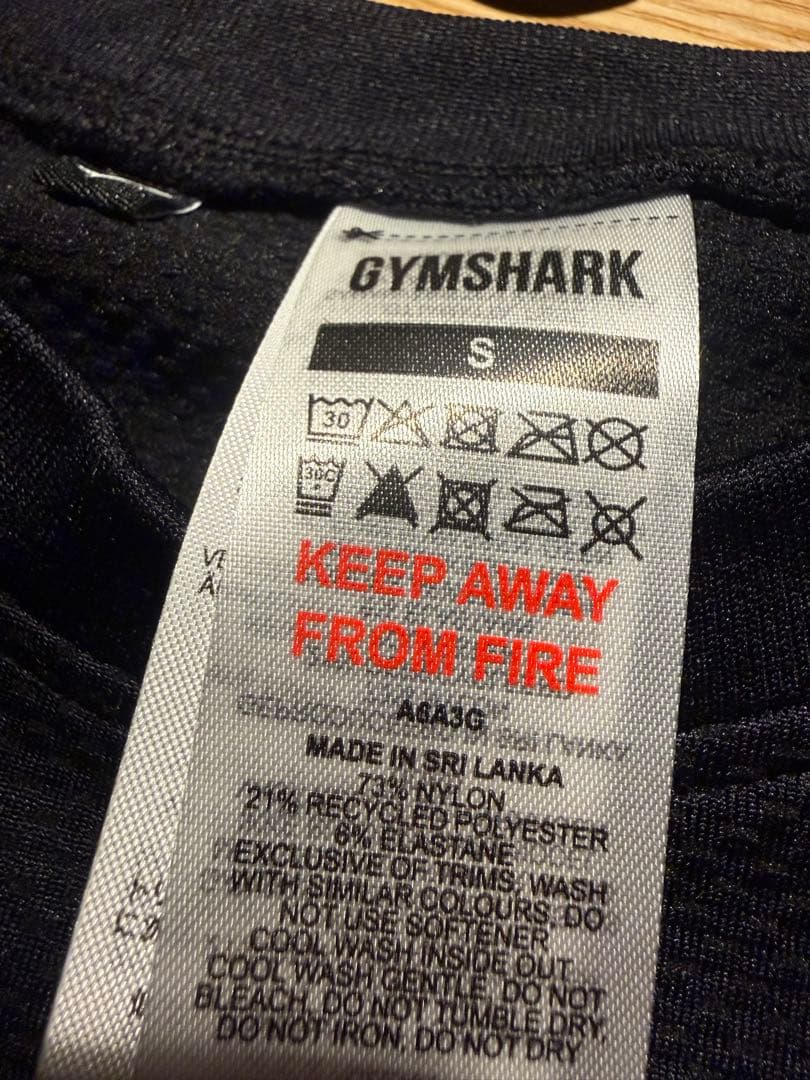 GYMSHARK
S
30
30C
KEEP AWAY
FROM FIRE
A6A3G
MADE IN SRI LANKA
73% NYLON
21% RECYCLED POLYESTER
6% ELASTANE
EXCLUSIVE OF TRIMS, WASH
WITH SIMILAR COLOURS, DO
NOT USE SOFTENER
COOL WASH INSIDE OUT
COOL WASH GENTLE, DO NOT
BLEACH, DO NOT TUMBLE DRY,
DO NOT IRON, DO NOT DRY